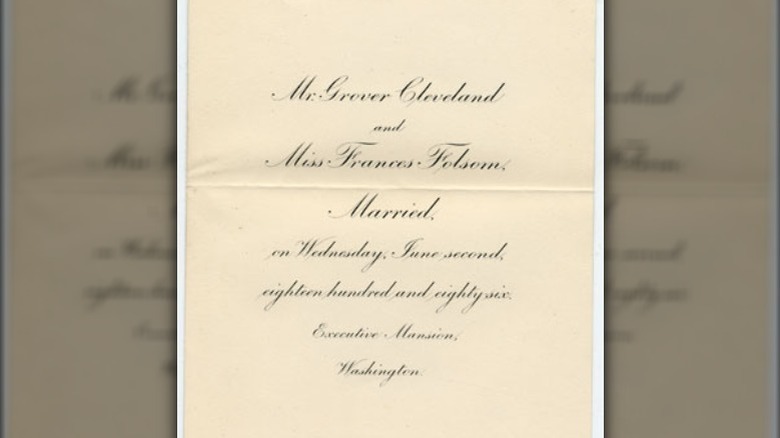 Mr. Grover Cleveland
and
Miss Frances Folsom,
Married,
on Wednesday, June second,
eighteen hundred and eighty six.
Executive Mansion,
Washington.